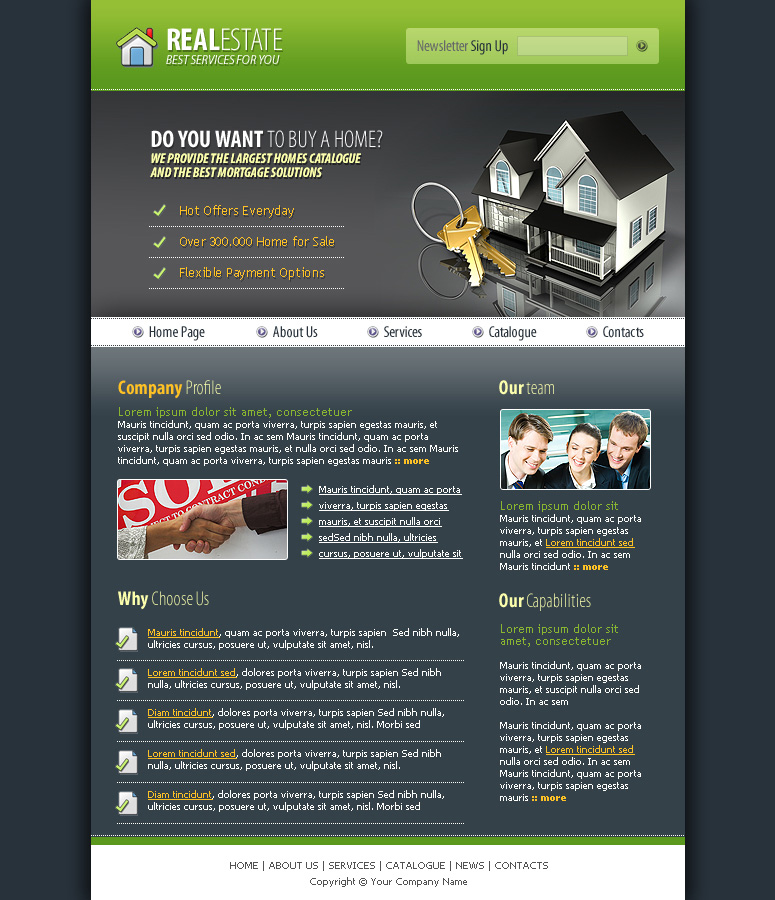 REALESTATE
BEST SERVICES FOR YOU
Newsletter Sign Up
DO YOU WANT TO BUY A HOME?
WE PROVIDE THE LARGEST HOMES CATALOGUE
AND THE BEST MORTGAGE SOLUTIONS
Hot Offers Everyday
Over 300.000 Home for Sale
Flexible Payment Options
Home Page
About Us
Services
Catalogue
Contacts
Company Profile
Lorem ipsum dolor sit amet, consectetuer
Mauris tincidunt, quam ac porta viverra, turpis sapien egestas mauris, et
suscipit nulla orci sed odio. In ac sem Mauris tincidunt, quam ac porta
viverra, turpis sapien egestas mauris, et nulla orci sed odio. In ac sem Mauris
tincidunt, quam ac porta viverra, turpis sapien egestas mauris :: more
SOL
JECT TO CONTRACT CON
Mauris tincidunt, quam ac porta
viverra, turpis sapien egestas
mauris, et suscipit nulla orci
sedSed nibh nulla, ultricies
cursus, posuere ut, vulputate sit
Why Choose Us
Mauris tincidunt, quam ac porta viverra, turpis sapien  Sed nibh nulla,
ultricies cursus, posuere ut, vulputate sit amet, nisl.
Lorem tincidunt sed, dolores porta viverra, turpis sapien Sed nibh
nulla, ultricies cursus, posuere ut, vulputate sit amet, nisl.
Diam tincidunt, dolores porta viverra, turpis sapien Sed nibh nulla,
ultricies cursus, posuere ut, vulputate sit amet, nisl. Morbi sed
Lorem tincidunt sed, dolores porta viverra, turpis sapien Sed nibh
nulla, ultricies cursus, posuere ut, vulputate sit amet, nisl.
Diam tincidunt, dolores porta viverra, turpis sapien Sed nibh nulla,
ultricies cursus, posuere ut, vulputate sit amet, nisl. Morbi sed
Our team
Lorem ipsum dolor sit
Mauris tincidunt, quam ac porta
viverra, turpis sapien egestas
mauris, et Lorem tincidunt sed
nulla orci sed odio. In ac sem
Mauris tincidunt :: more
Our Capabilities
Lorem ipsum dolor sit
amet, consectetuer
Mauris tincidunt, quam ac porta
viverra, turpis sapien egestas
mauris, et suscipit nulla orci sed
odio. In ac sem
Mauris tincidunt, quam ac porta
viverra, turpis sapien egestas
mauris, et Lorem tincidunt sed
nulla orci sed odio. In ac sem
Mauris tincidunt, quam ac porta
viverra, turpis sapien egestas
mauris :: more
HOME | ABOUT US | SERVICES | CATALOGUE | NEWS | CONTACTS
Copyright © Your Company Name